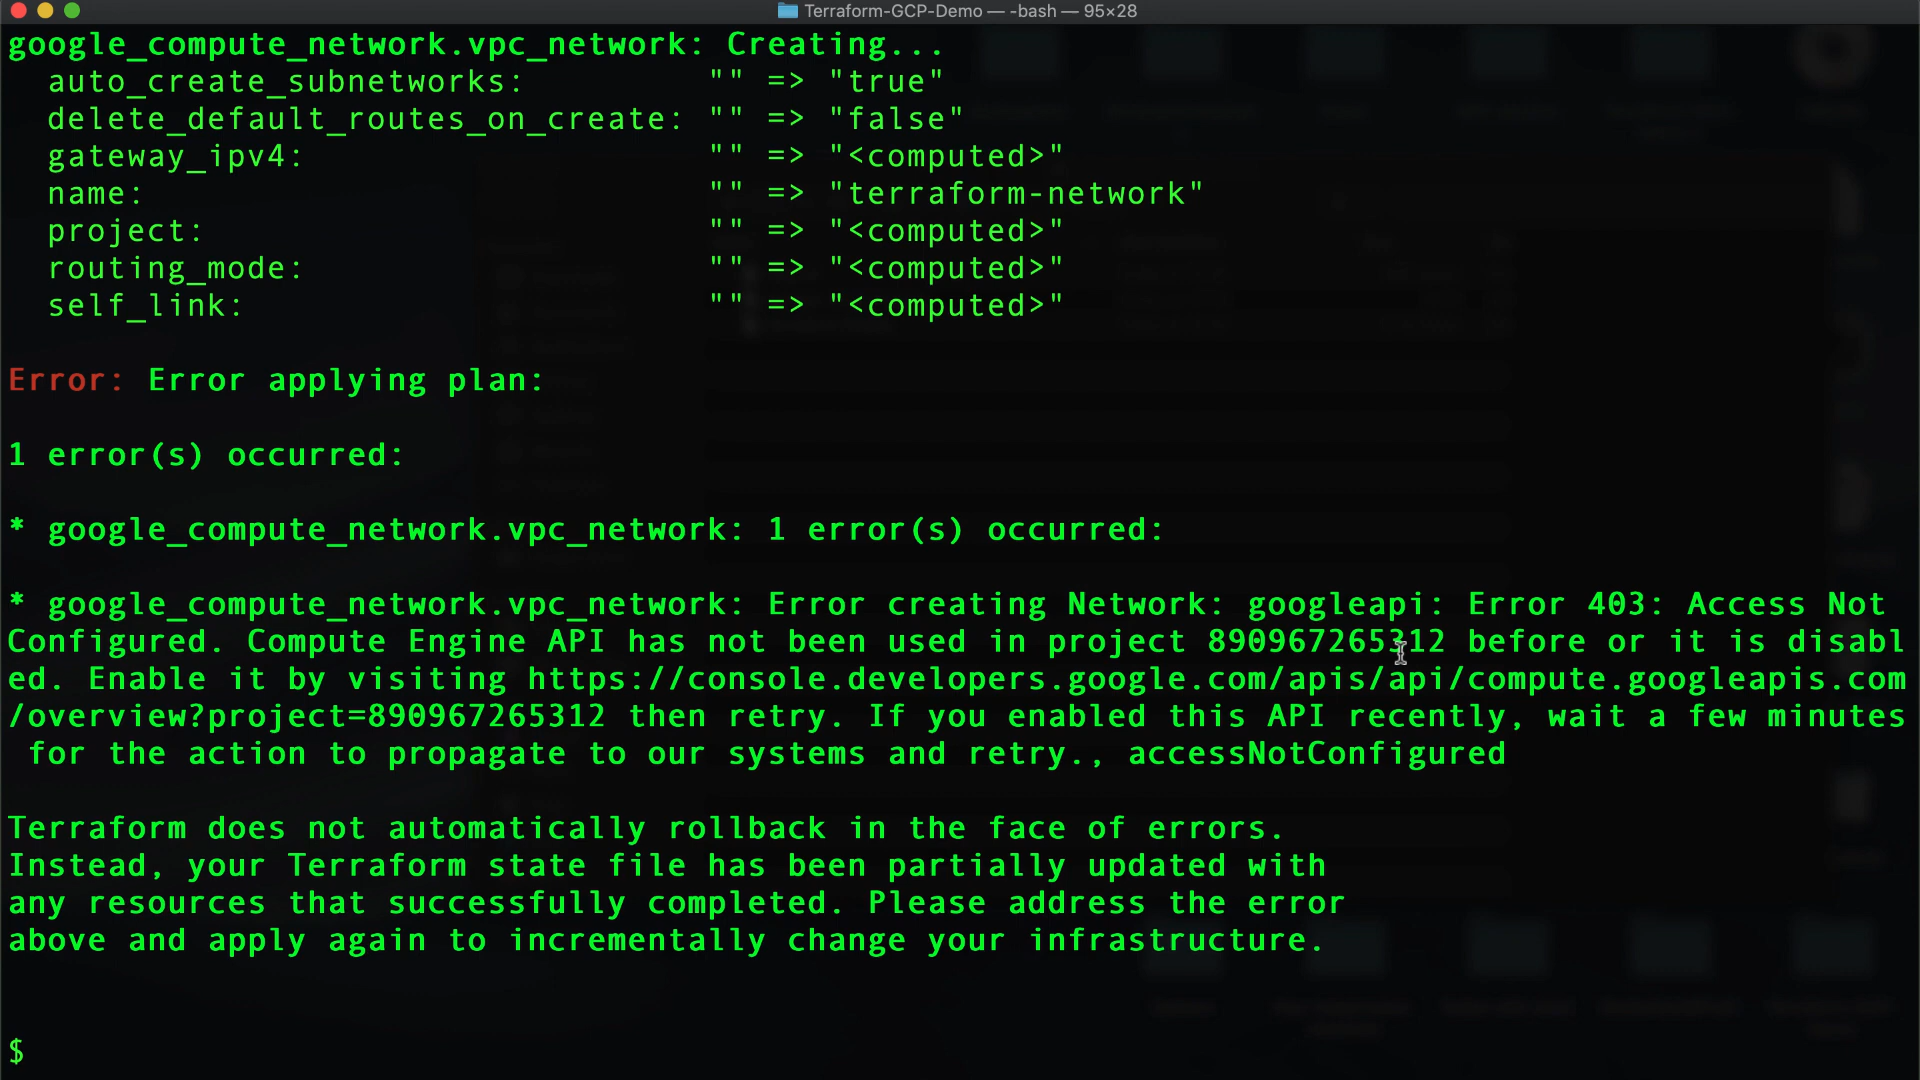 Terraform-GCP-Demo — -bash — 95×28
google_compute_network.vpc_network: Creating...
  auto_create_subnetworks:         "" => "true"
  delete_default_routes_on_create: "" => "false"
  gateway_ipv4:                    "" => "<computed>"
  name:                            "" => "terraform-network"
  project:                         "" => "<computed>"
  routing_mode:                    "" => "<computed>"
  self_link:                       "" => "<computed>"
Error: Error applying plan:
1 error(s) occurred:
* google_compute_network.vpc_network: 1 error(s) occurred:
* google_compute_network.vpc_network: Error creating Network: googleapi: Error 403: Access Not
Configured. Compute Engine API has not been used in project 890967265312 before or it is disabl
ed. Enable it by visiting https://console.developers.google.com/apis/api/compute.googleapis.com
/overview?project=890967265312 then retry. If you enabled this API recently, wait a few minutes
 for the action to propagate to our systems and retry., accessNotConfigured
Terraform does not automatically rollback in the face of errors.
Instead, your Terraform state file has been partially updated with
any resources that successfully completed. Please address the error
above and apply again to incrementally change your infrastructure.
$